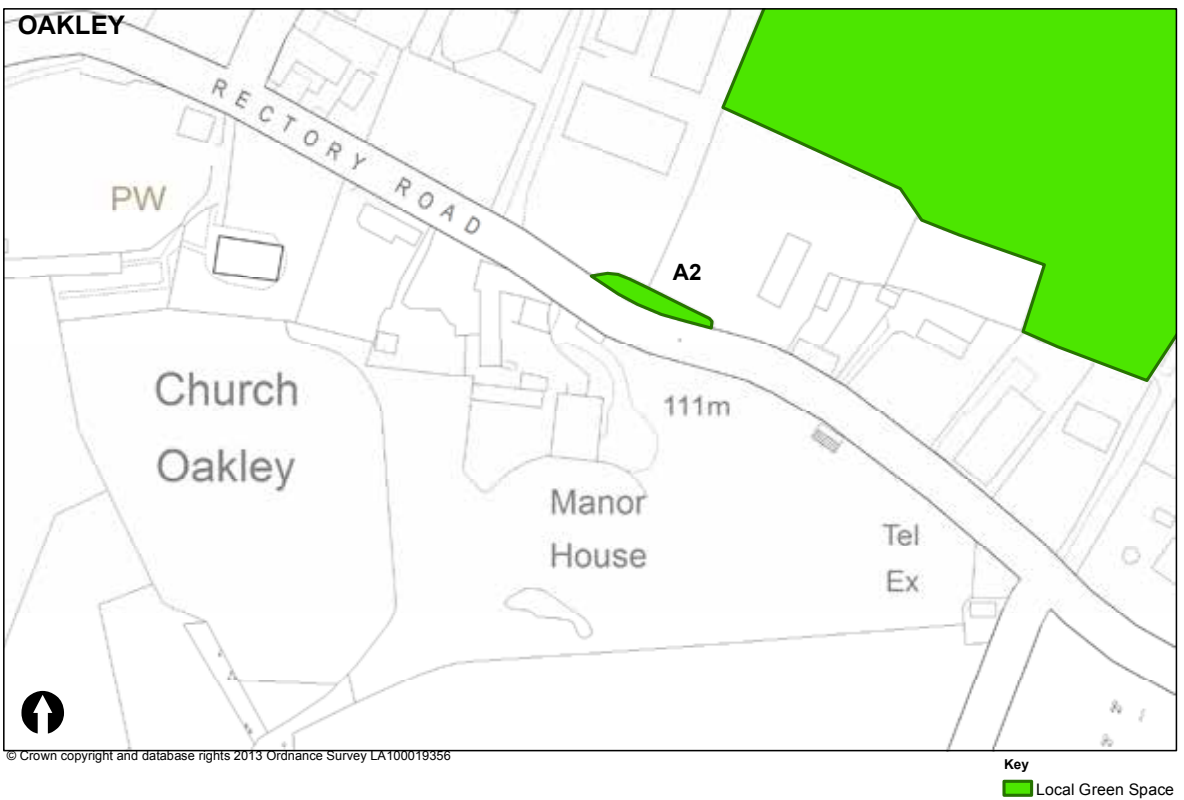 OAKLEY
RECTORY ROAD
PW
A2
Church
Oakley
111m
Manor
House
Tel
Ex
© Crown copyright and database rights 2013 Ordnance Survey LA100019356
Key
Local Green Space